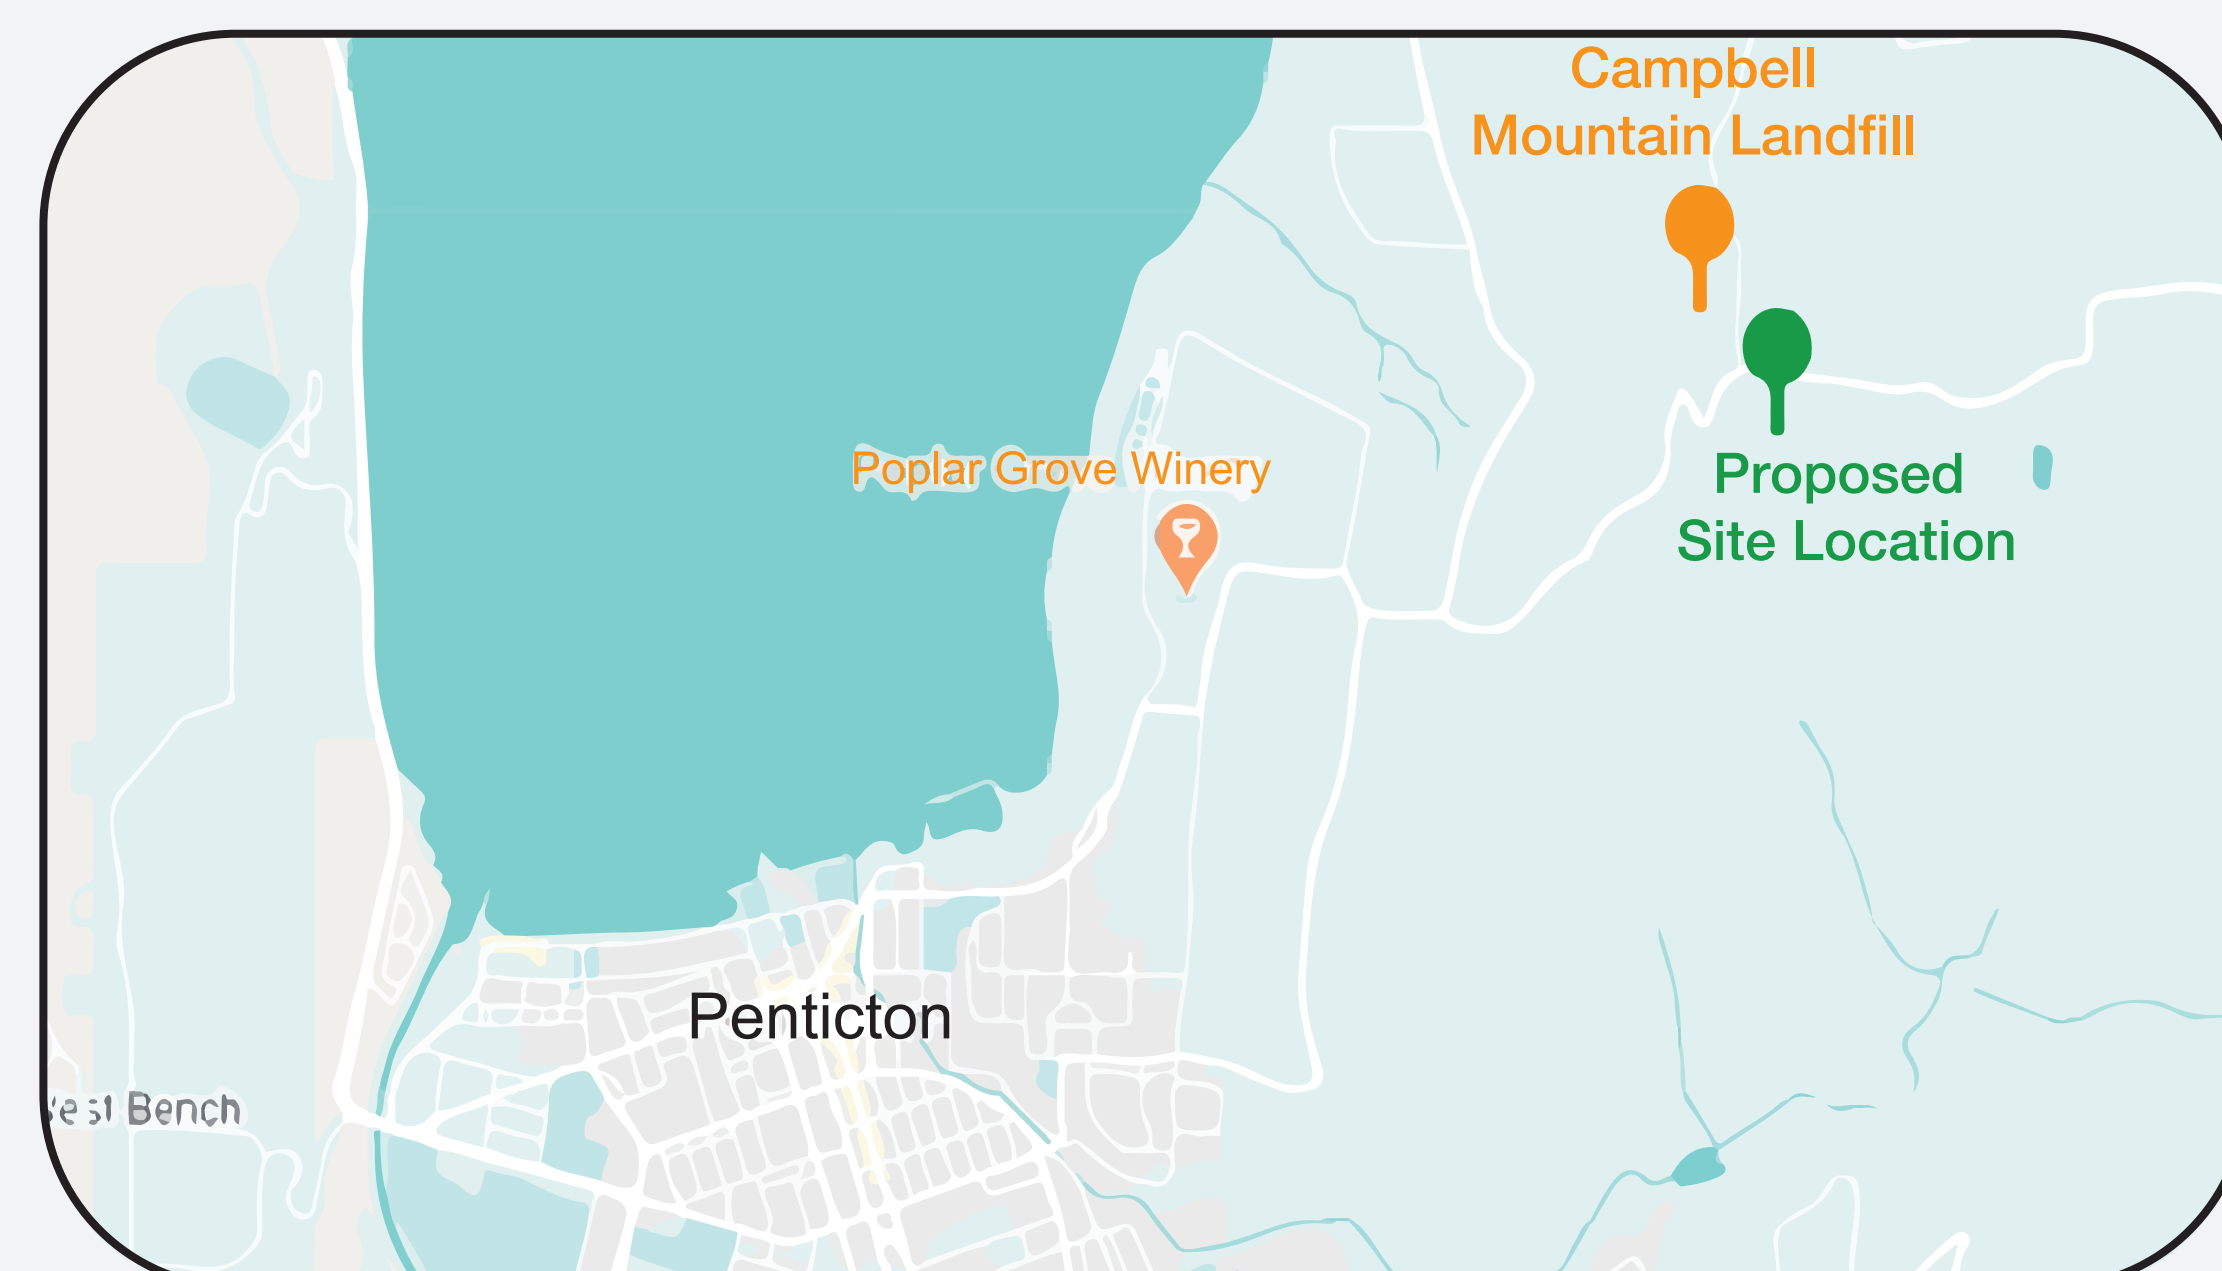 Campbell
Mountain Landfill
Poplar Grove Winery
Proposed
Site Location
Penticton
Bench